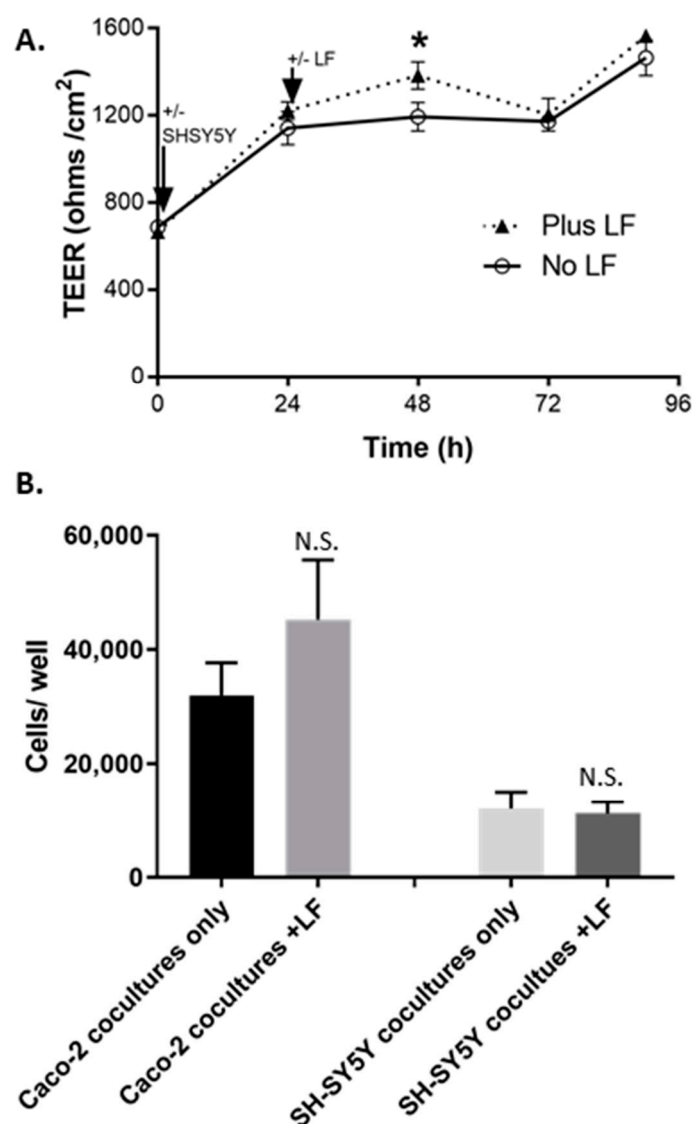 A.
TEER (ohms /cm2)
1600
1200
800
400
0
+/-
SHSY5Y
+/- LF
*
Plus LF
No LF
0 24 48 72 96
Time (h)
B.
Cells/ well
60,000
40,000
20,000
0
N.S.
N.S.
Caco-2 cocultures only
Caco-2 cocultures +LF
SH-SY5Y cocultures only
SH-SY5Y cocultues +LF